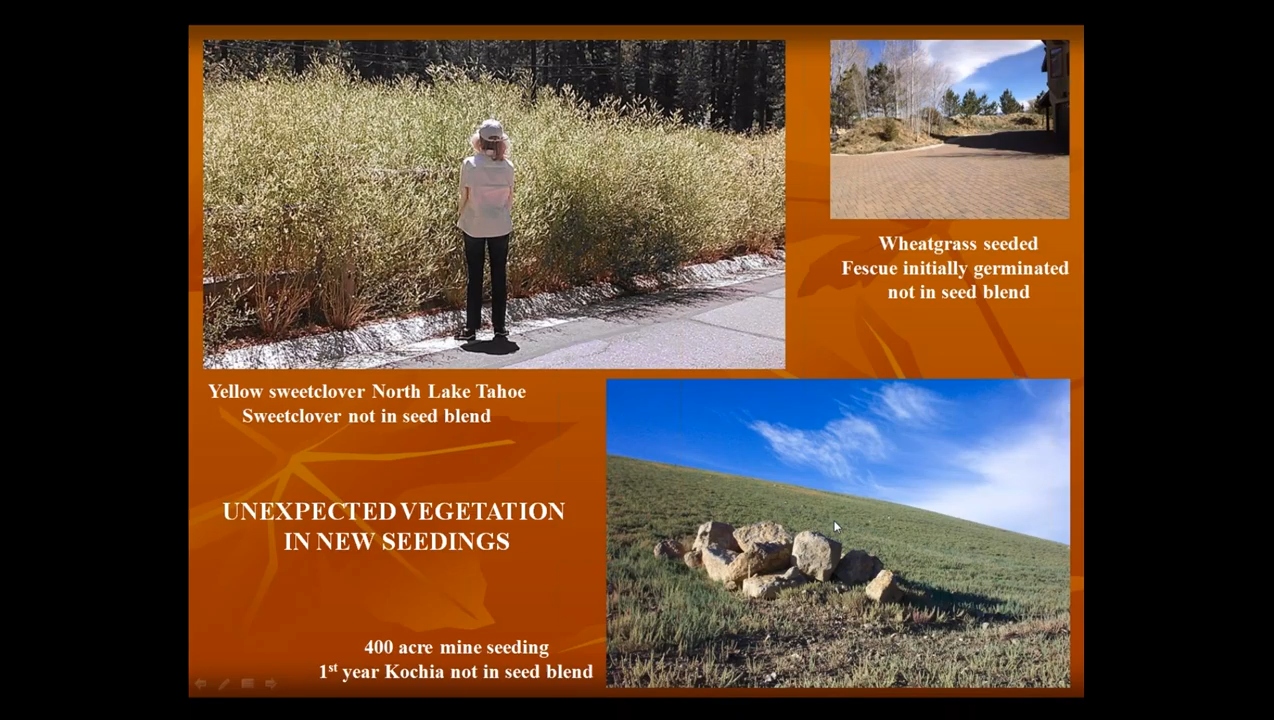 Wheatgrass seeded
Fescue initially germinated
not in seed blend
Yellow sweetclover North Lake Tahoe
Sweetclover not in seed blend
UNEXPECTED VEGETATION
IN NEW SEEDINGS
400 acre mine seeding
1st year Kochia not in seed blend